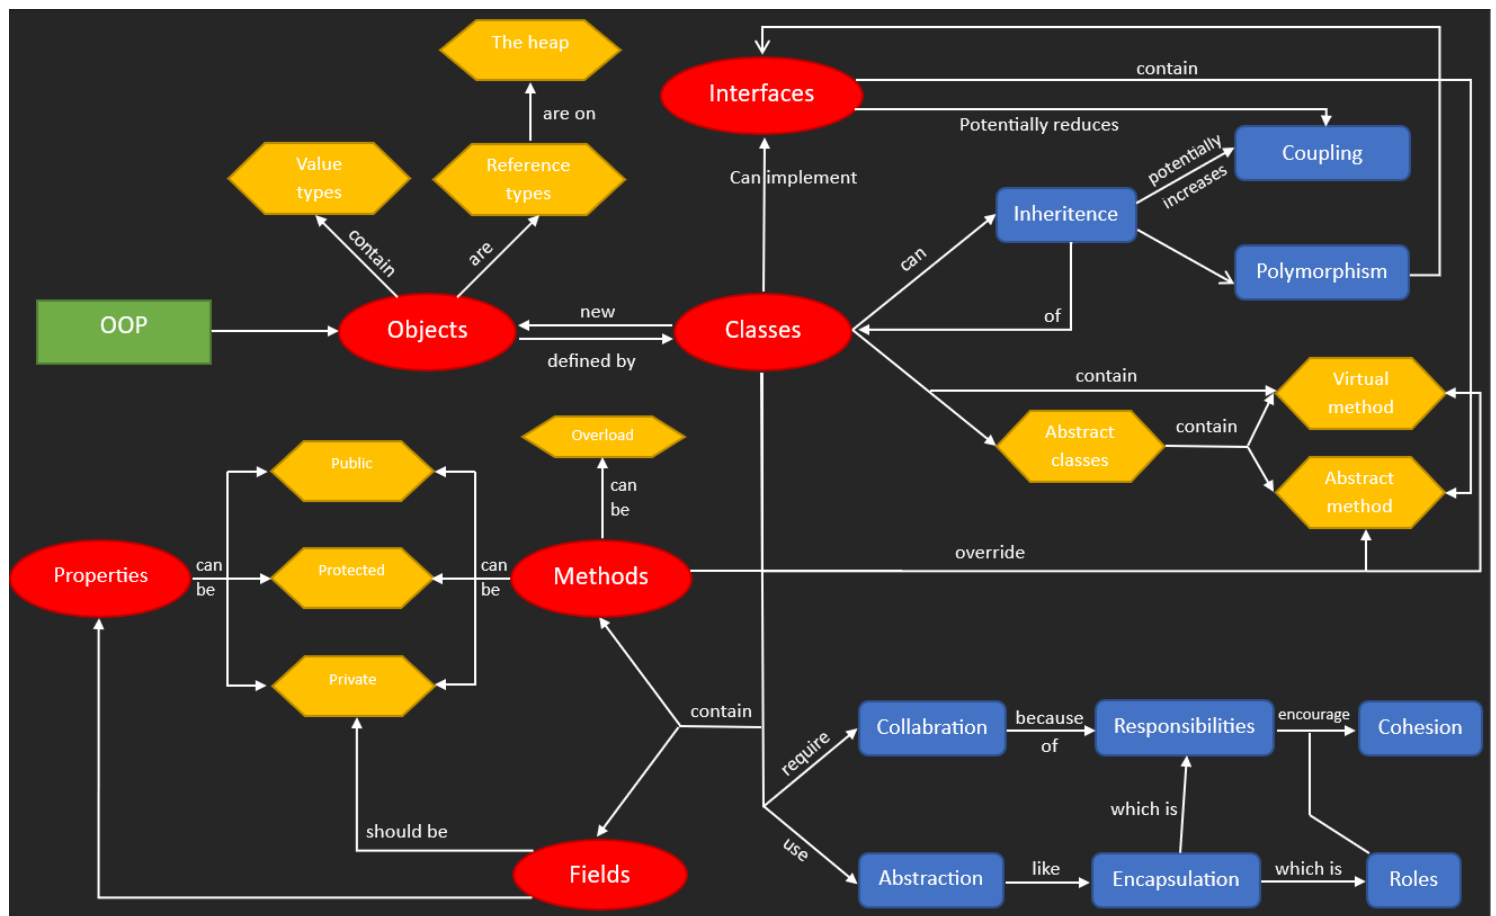 The heap
Interfaces
contain
are on
Potentially reduces
Value
types
Reference
types
Can implement
potentially
increases
Coupling
contain
are
Inheritence
can
Polymorphism
OOP
Objects
new
defined by
Classes
of
contain
Virtual
method
Abstract
classes
contain
Abstract
method
Overload
Public
can
be
override
Properties
can
be
Protected
can
be
Methods
Private
contain
require
Collabration
because
of
Responsibilities
encourage
Cohesion
should be
which is
use
Fields
Abstraction
like
Encapsulation
which is
Roles